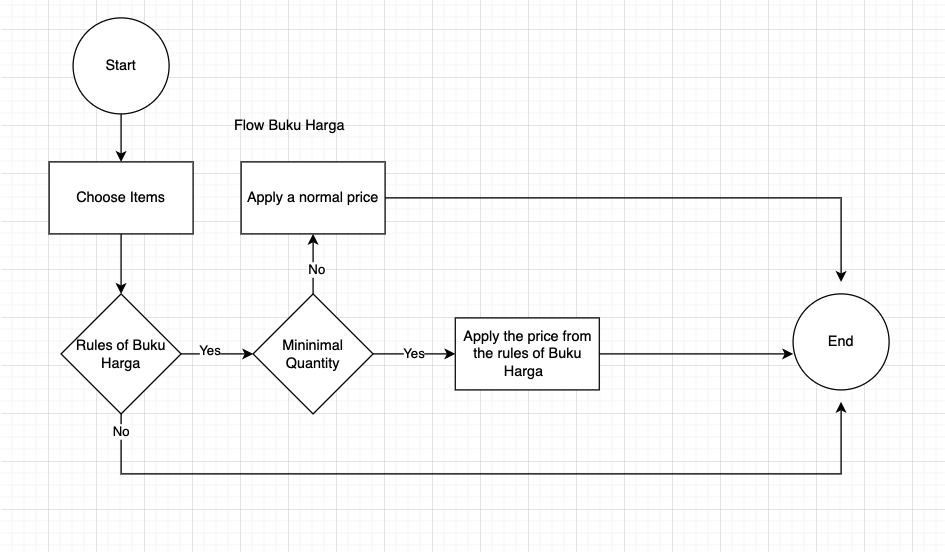 Start
Flow Buku Harga
Choose Items
Apply a normal price
No
Rules of Buku
Harga
Yes
Mininimal
Quantity
Yes
Apply the price from
the rules of Buku
Harga
End
No